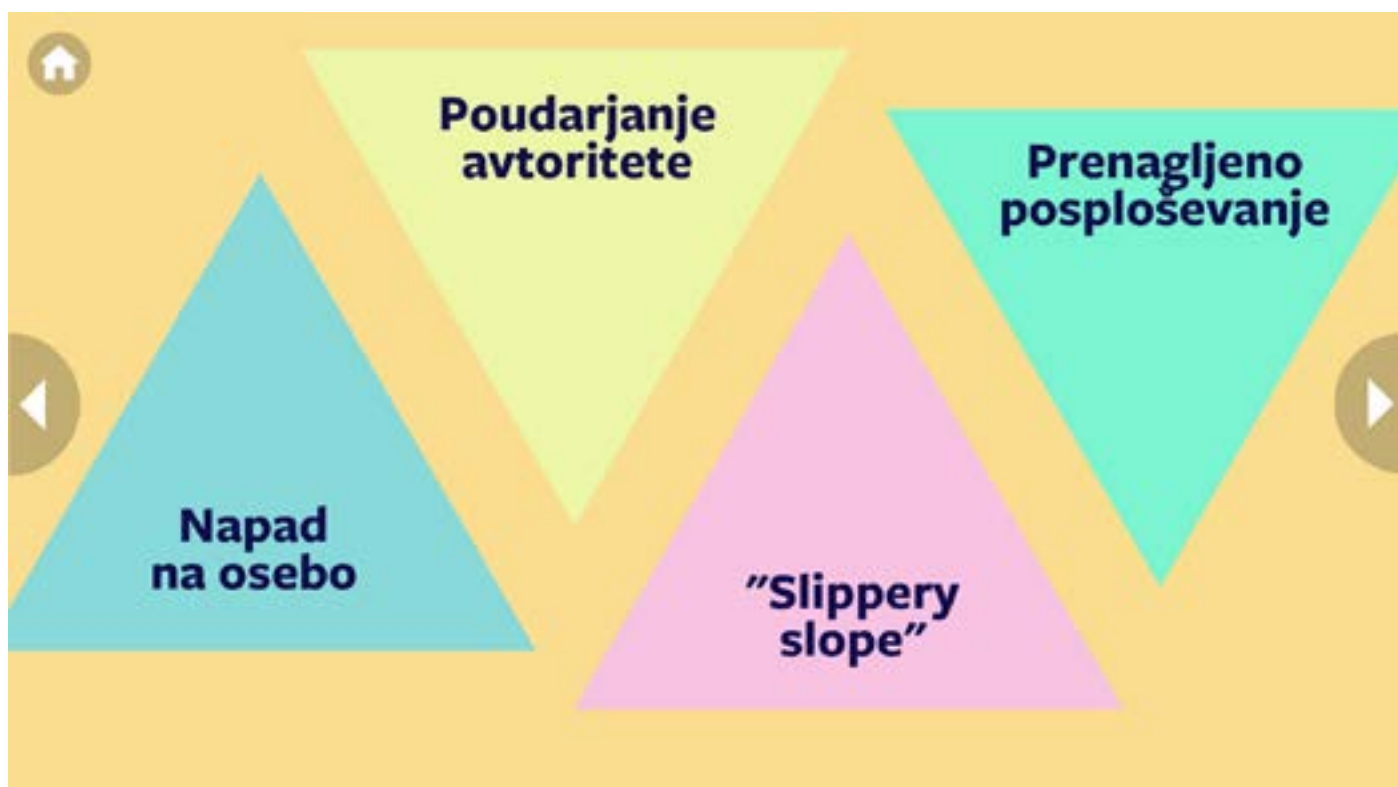 Poudarjanje
avtoritete
Prenagljeno
posploševanje
Napad
na osebo
"Slippery
slope"